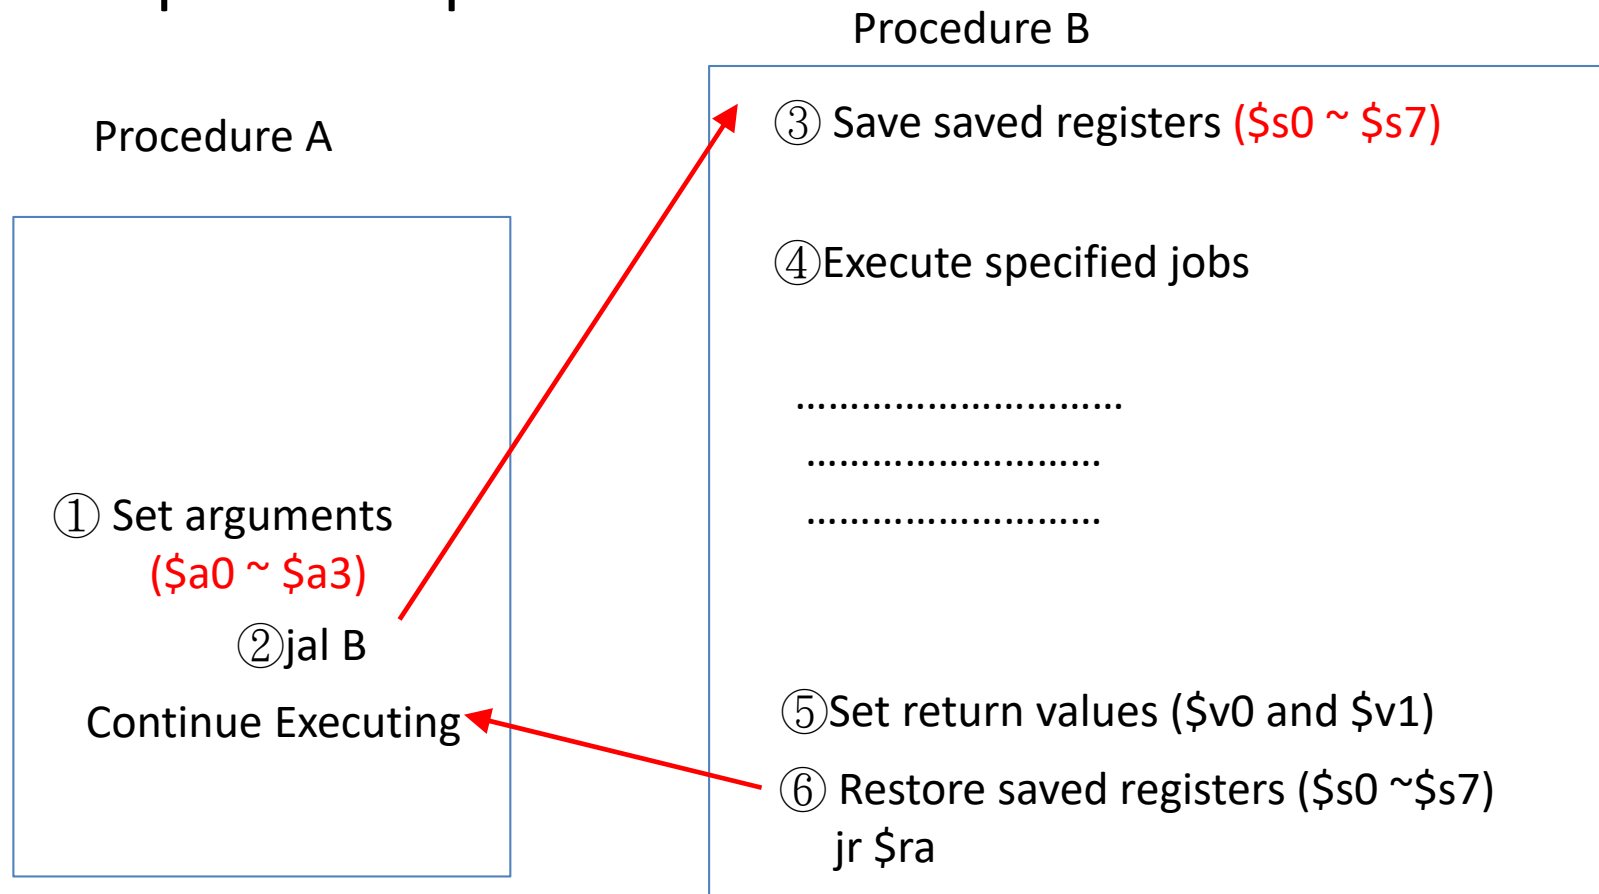 Procedure A
① Set arguments
($a0 ~ $a3)
②jal B
Continue Executing
Procedure B
③ Save saved registers ($s0 ~ $s7)
④Execute specified jobs
…………………………
………………………
………………………
⑤Set return values ($v0 and $v1)
⑥ Restore saved registers ($s0 ~$s7)
jr $ra